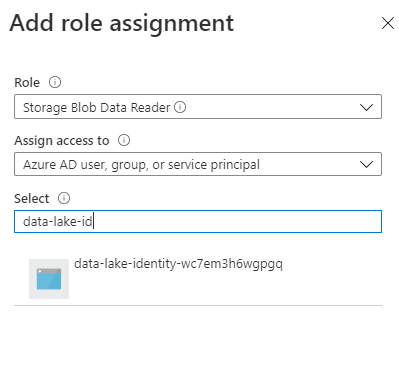 Add role assignment
Role
Storage Blob Data Reader
Assign access to
Azure AD user, group, or service principal
Select
data-lake-id
data-lake-identity-wc7em3h6wgpgq